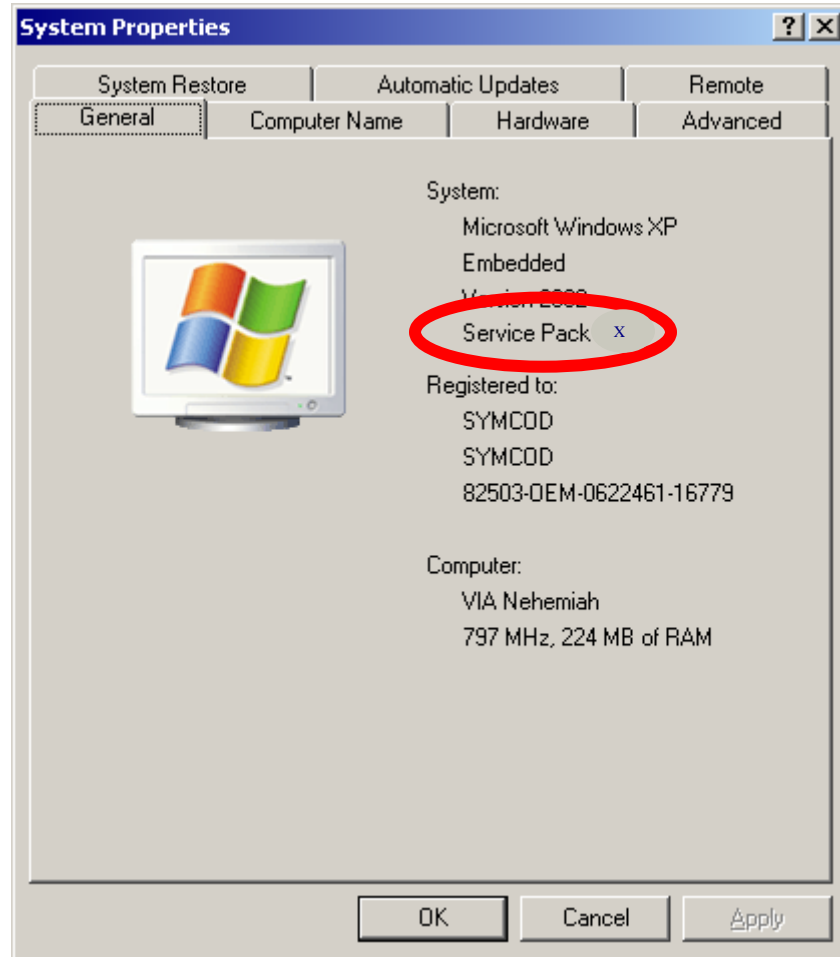 System Properties
System Restore
Automatic Updates
Remote
General
Computer Name
Hardware
Advanced
System:
Microsoft Windows XP
Embedded
Version 2002
Service Pack x
Registered to:
SYMCOD
SYMCOD
82503-OEM-0622461-16779
Computer:
VIA Nehemiah
797 MHz, 224 MB of RAM
OK
Cancel
Apply